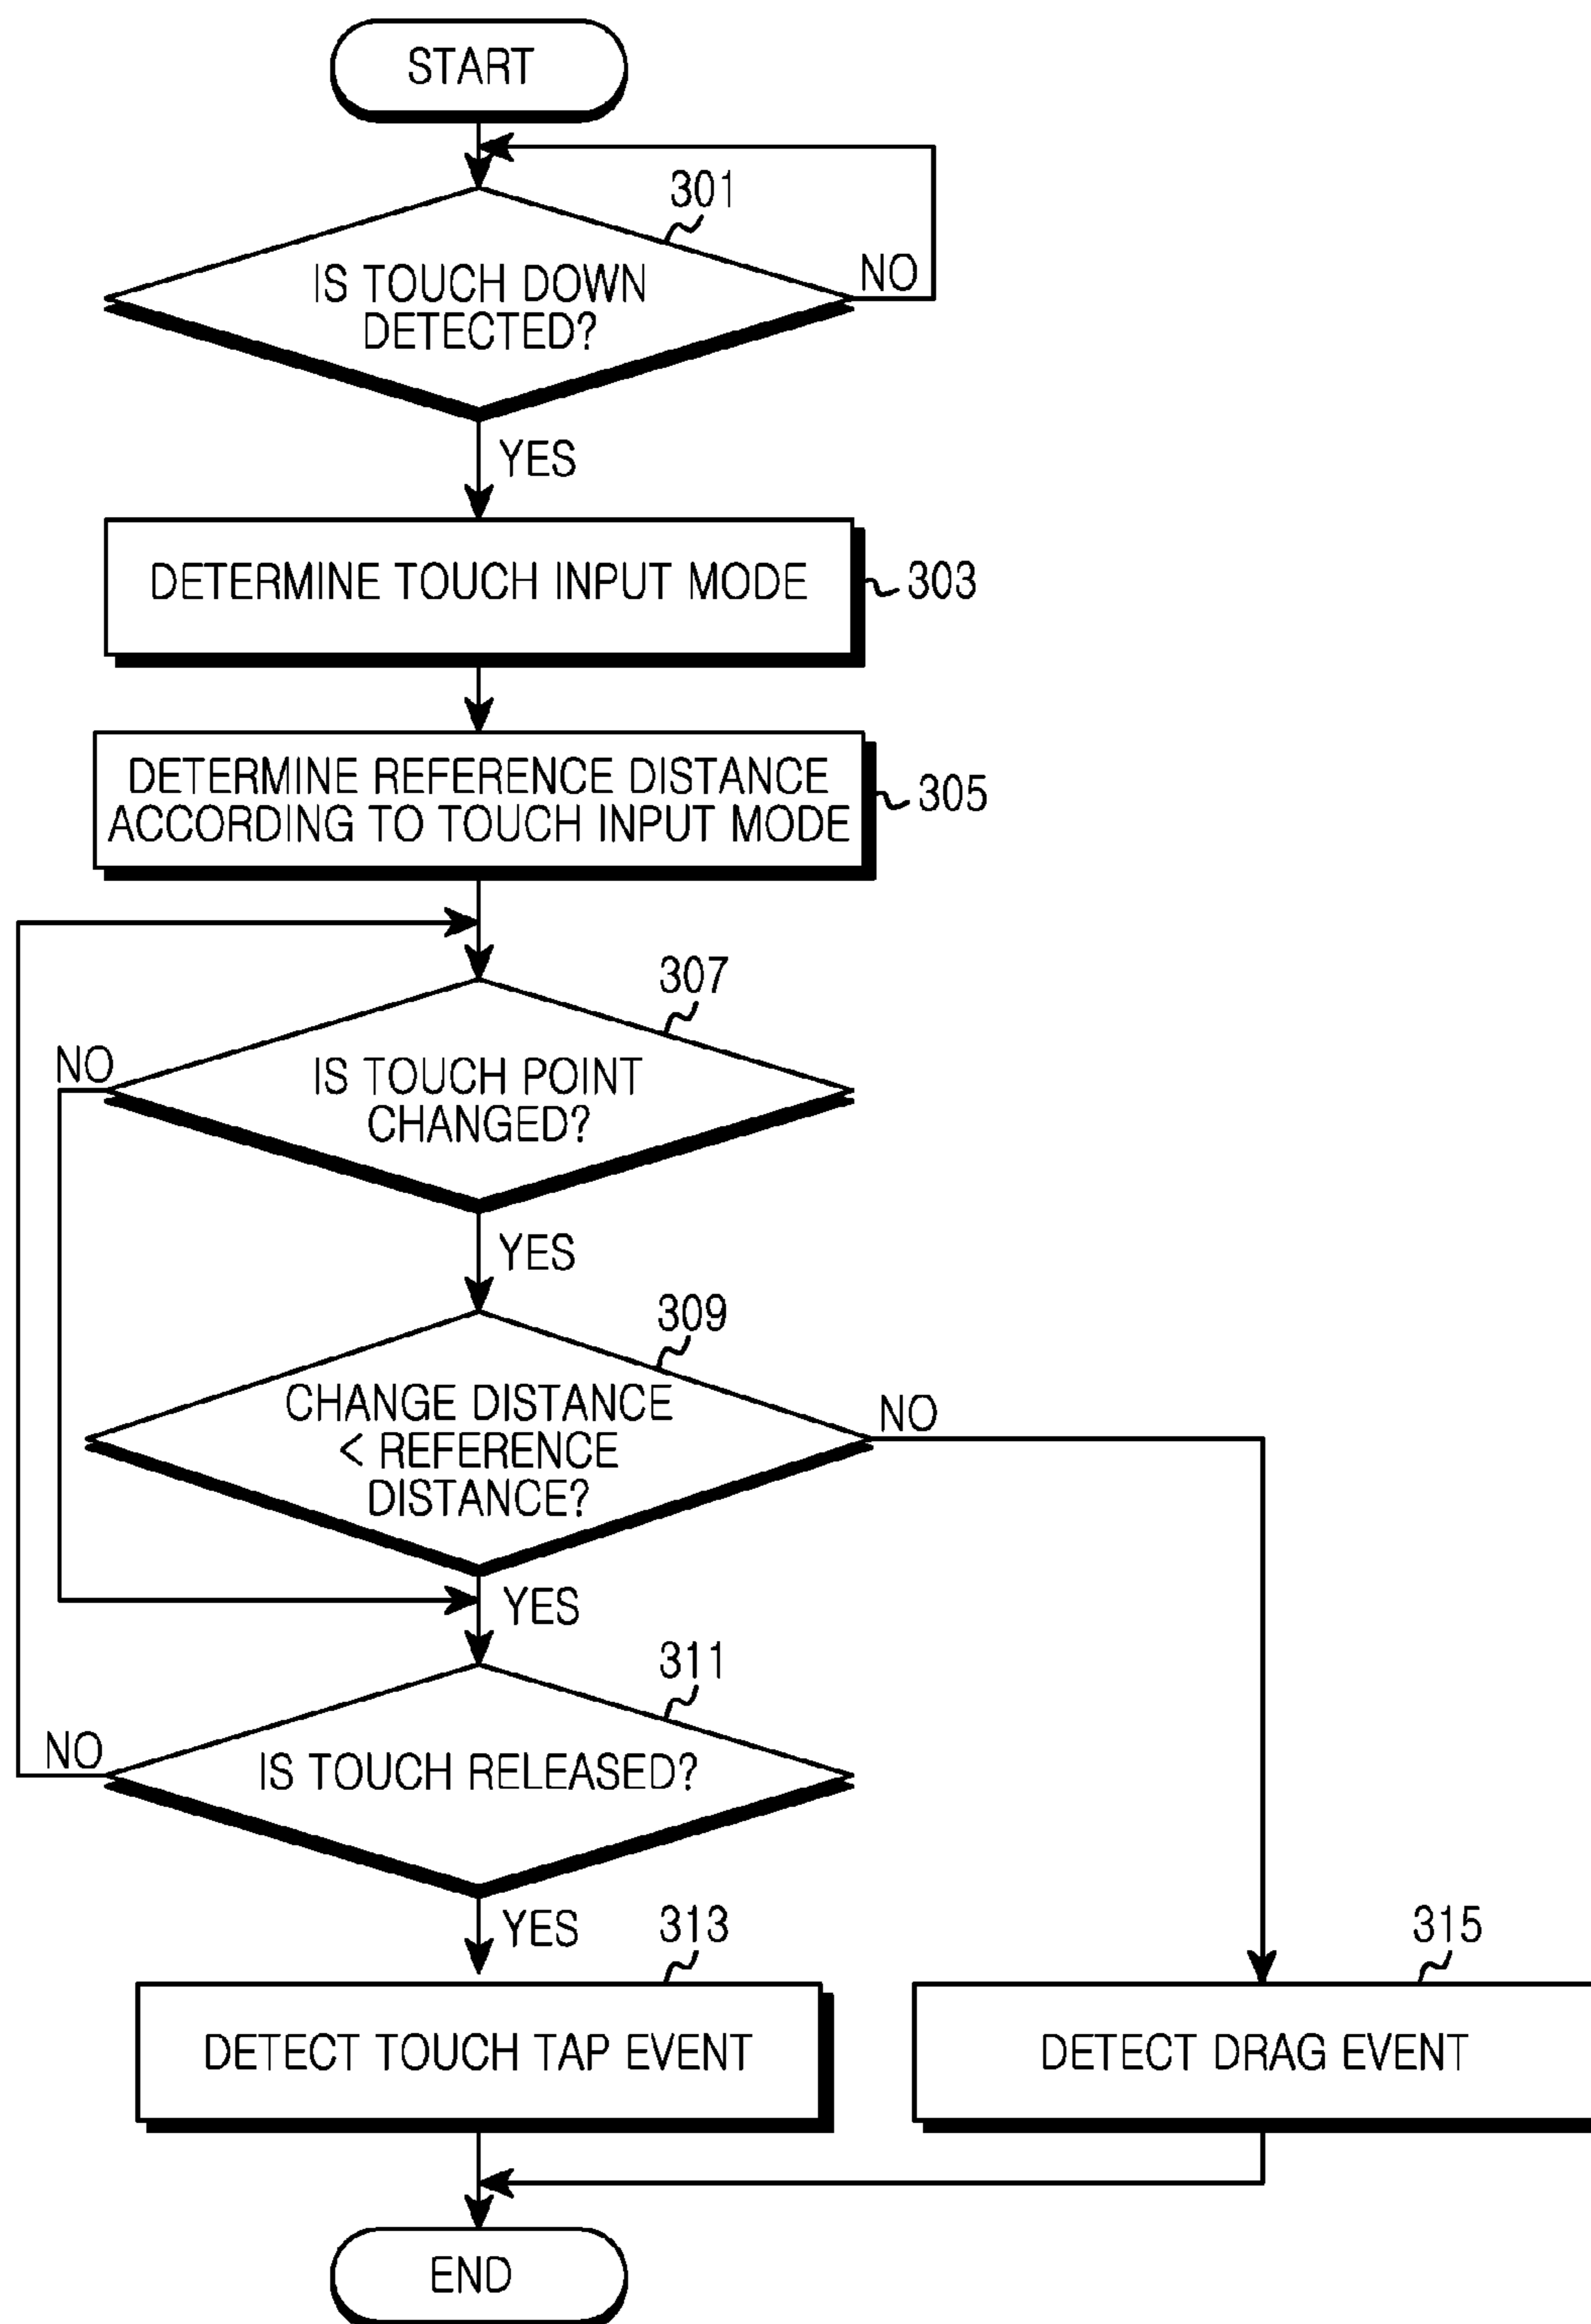 START
301
IS TOUCH DOWN
DETECTED?
NO
YES
DETERMINE TOUCH INPUT MODE
303
DETERMINE REFERENCE DISTANCE
ACCORDING TO TOUCH INPUT MODE
305
307
NO
IS TOUCH POINT
CHANGED?
YES
309
CHANGE DISTANCE
< REFERENCE
DISTANCE?
NO
YES
311
NO
IS TOUCH RELEASED?
YES
313
315
DETECT TOUCH TAP EVENT
DETECT DRAG EVENT
END